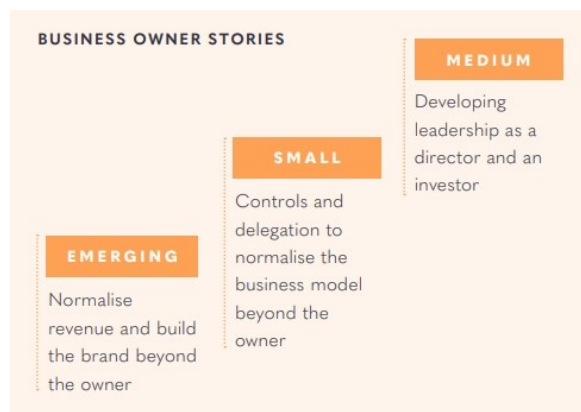 BUSINESS OWNER STORIES
MEDIUM
Developing
leadership as a
director and an
investor
SMALL
Controls and
delegation to
normalise the
business model
beyond the
owner
EMERGING
Normalise
revenue and build
the brand beyond
the owner